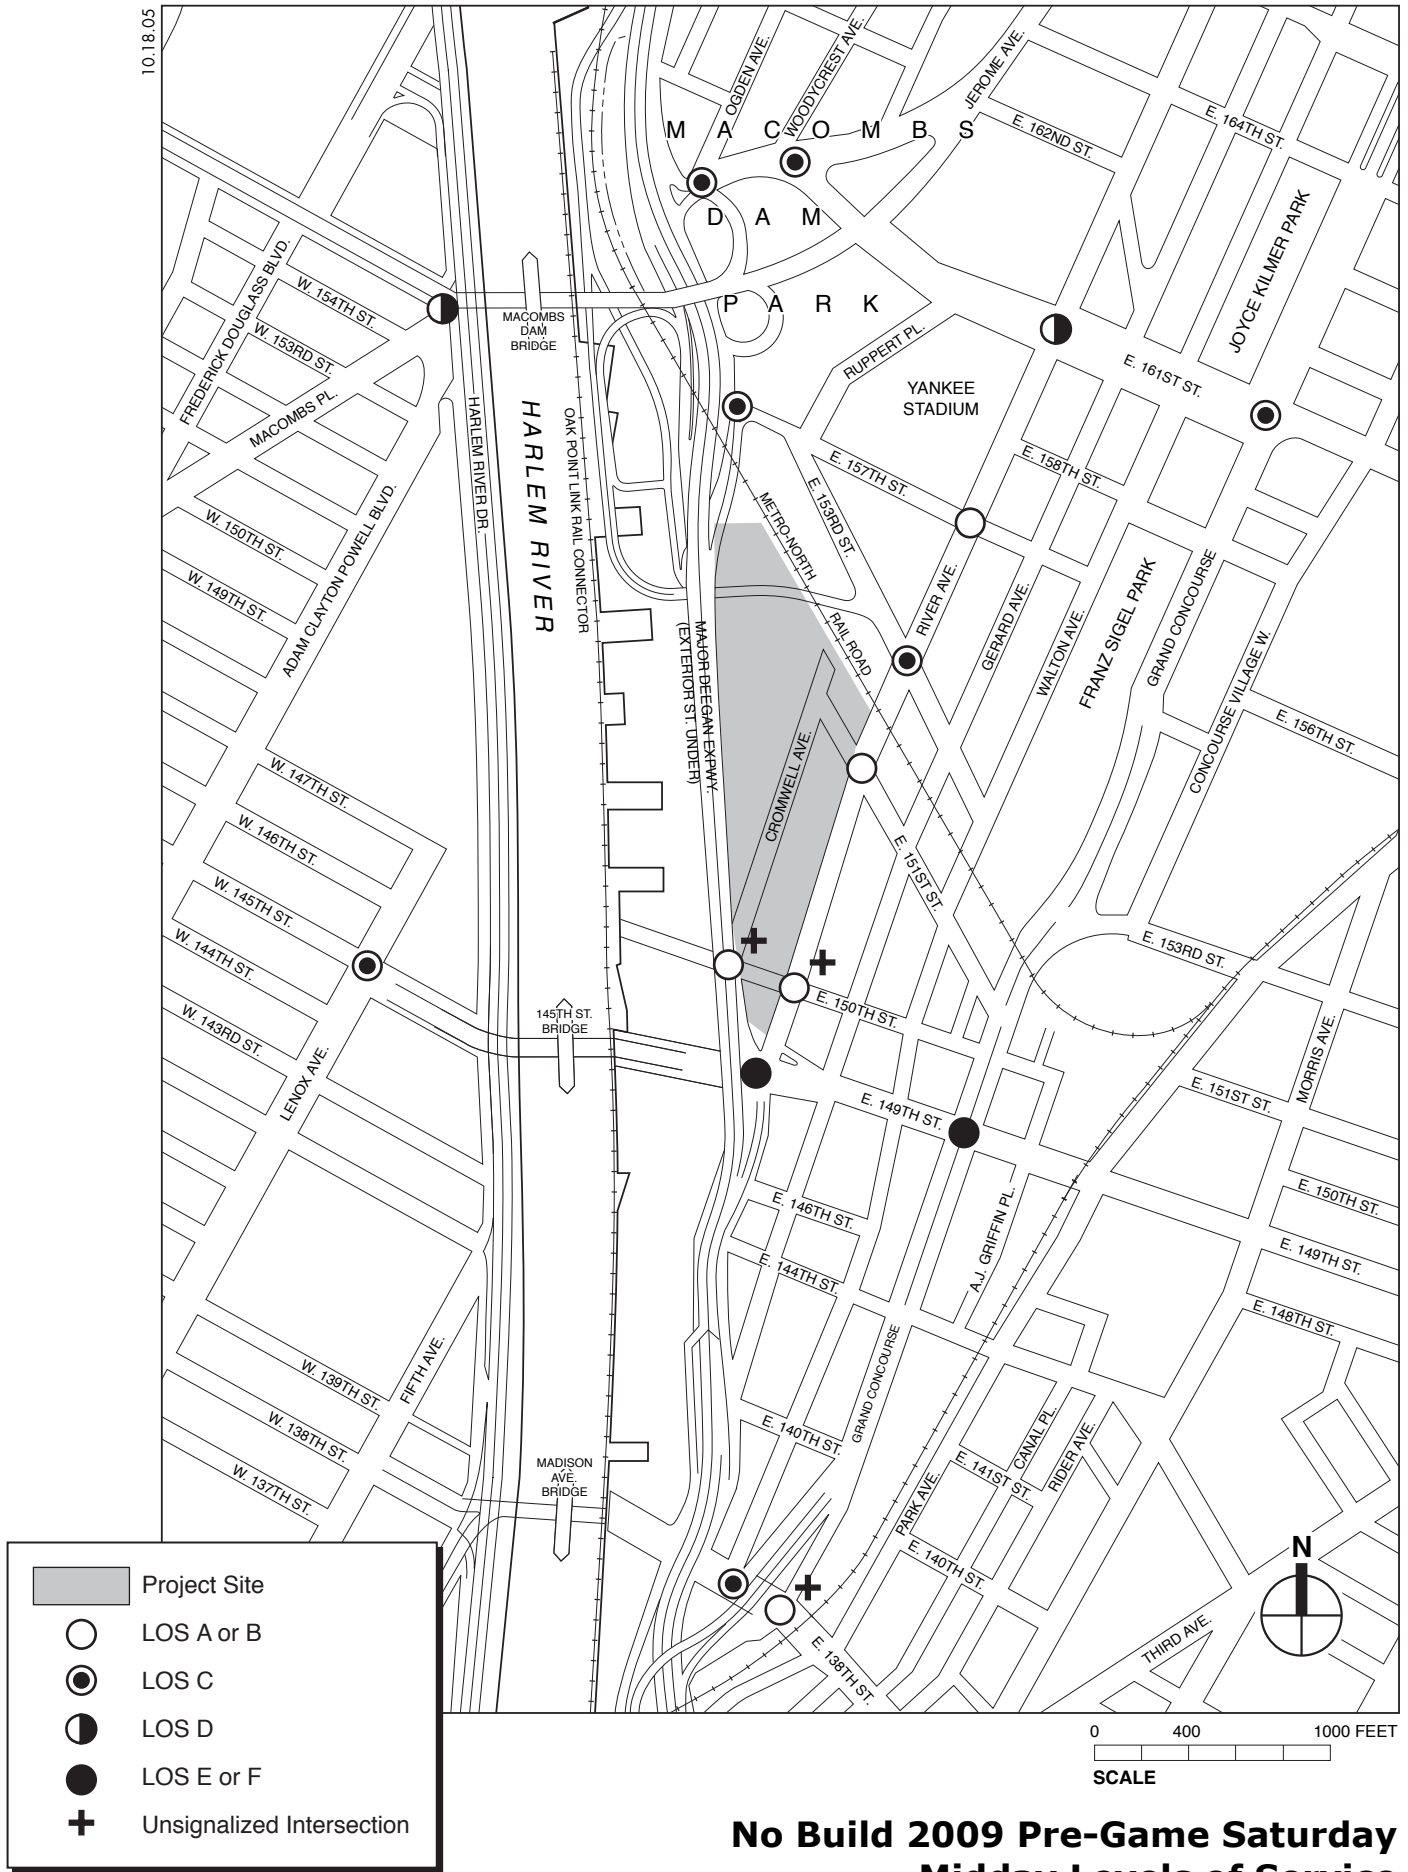 10.18.05
OGDEN AVE.
WOODYCREST AVE.
JEROME AVE.
E. 164TH ST.
E. 162ND ST.
MACOMBS
DAM
PARK
JOYCE KILMER PARK
FREDERICK DOUGLASS BLVD.
W. 154TH ST.
W. 153RD ST.
MACOMBS PL.
MACOMBS
DAM
BRIDGE
RUPPERT PL.
YANKEE
STADIUM
E. 161ST ST.
HARLEM RIVER DR.
HARLEM RIVER
OAK POINT LINK RAIL CONNECTOR
E. 157TH ST.
E. 158TH ST.
E. 153RD ST.
METRO-NORTH
RAIL ROAD
W. 150TH ST.
W. 149TH ST.
ADAM CLAYTON POWELL BLVD.
RIVER AVE.
GERARD AVE.
WALTON AVE.
FRANZ SIGEL PARK
GRAND CONCOURSE
CONCOURSE VILLAGE W.
MAJOR DEEGAN EXPWY.
(EXTERIOR ST. UNDER)
E. 156TH ST.
CROMWELL AVE.
W. 147TH ST.
W. 146TH ST.
W. 145TH ST.
W. 144TH ST.
W. 143RD ST.
E. 151ST ST.
E. 153RD ST.
145TH ST.
BRIDGE
E. 150TH ST.
LENOX AVE.
MORRIS AVE.
E. 151ST ST.
E. 149TH ST.
E. 150TH ST.
E. 146TH ST.
A.J. GRIFFIN PL.
E. 149TH ST.
E. 144TH ST.
E. 148TH ST.
FIFTH AVE.
GRAND CONCOURSE
W. 139TH ST.
W. 138TH ST.
W. 137TH ST.
E. 140TH ST.
CANAL PL.
RIDER AVE.
E. 141ST ST.
MADISON
AVE.
BRIDGE
PARK AVE.
E. 140TH ST.
N
E. 138TH ST.
THIRD AVE.
Project Site
LOS A or B
LOS C
LOS D
LOS E or F
Unsignalized Intersection
0 400 1000 FEET
SCALE
No Build 2009 Pre-Game Saturday
Midday Levels of Service